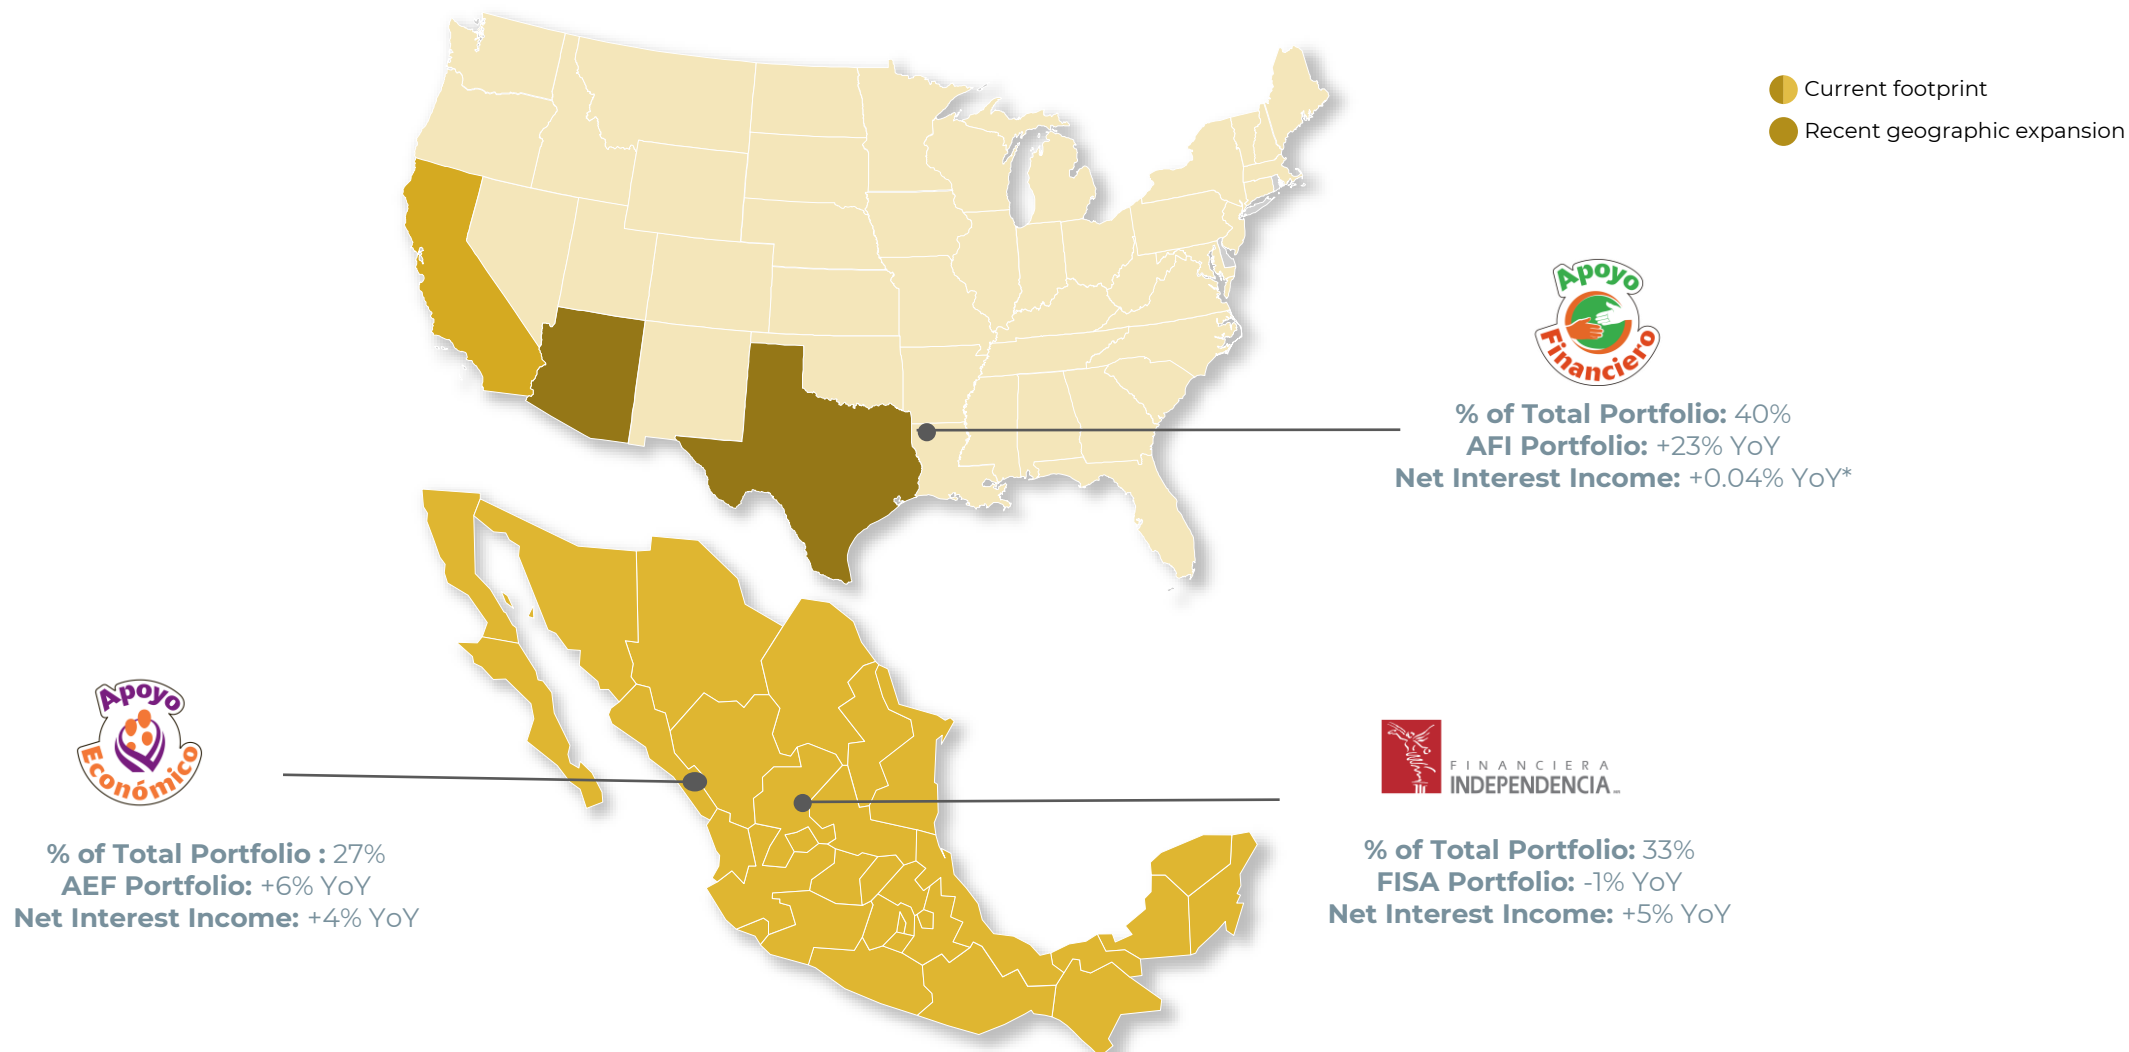 Current footprint
Recent geographic expansion
Apoyo
Financiero
% of Total Portfolio: 40%
AFI Portfolio: +23% YoY
Net Interest Income: +0.04% YoY*
Apoyo
Económico
% of Total Portfolio : 27%
AEF Portfolio: +6% YoY
Net Interest Income: +4% YoY
FINANCIERA
INDEPENDENCIA
% of Total Portfolio: 33%
FISA Portfolio: -1% YoY
Net Interest Income: +5% YoY